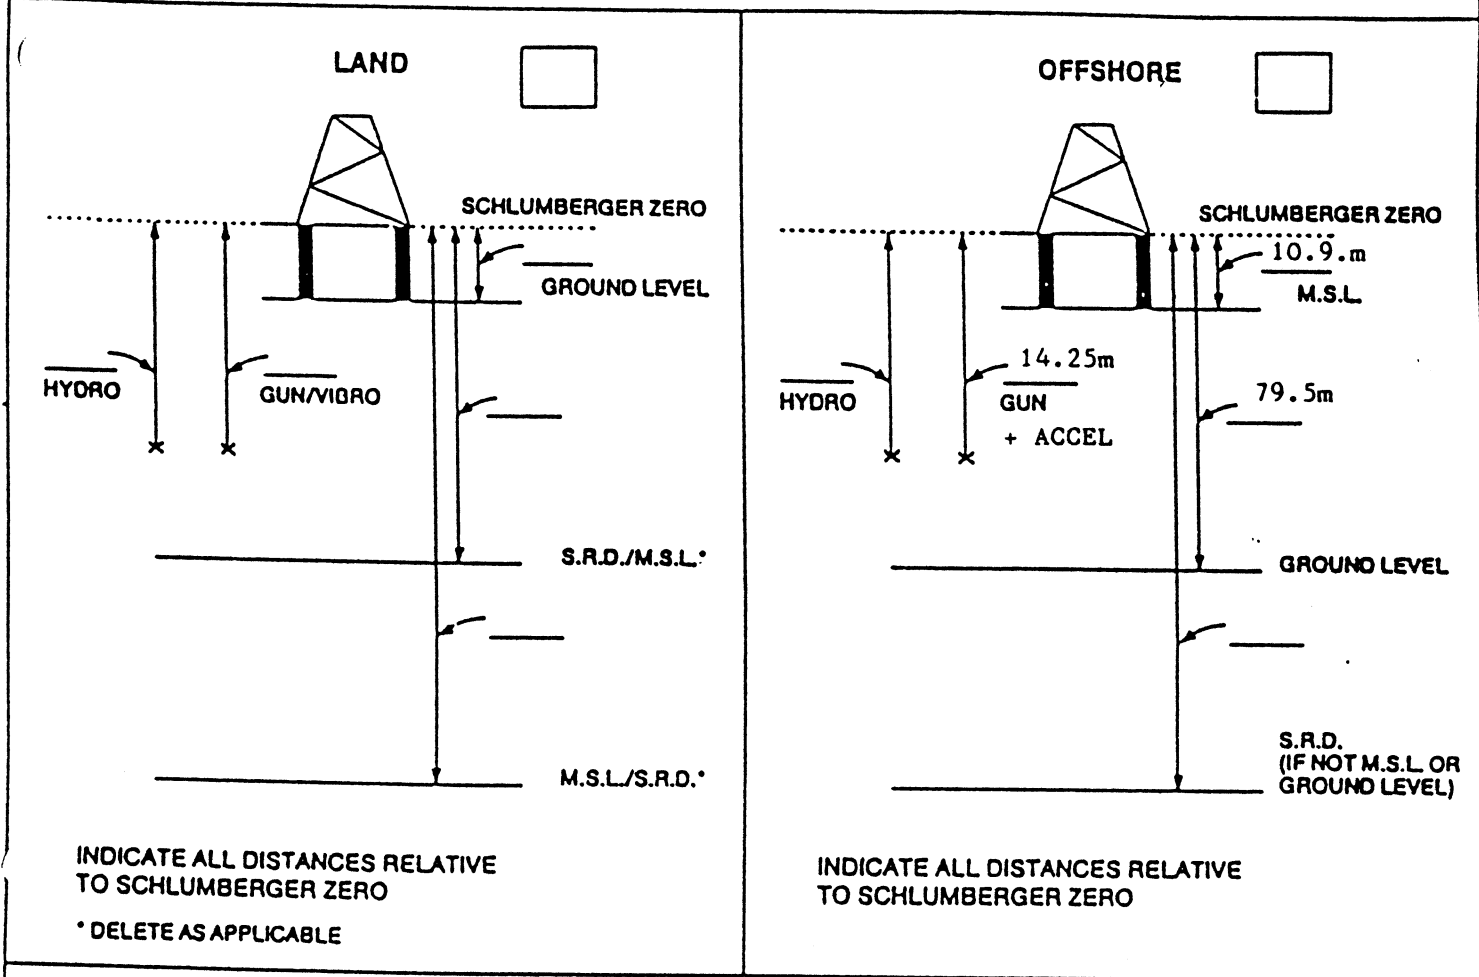 LAND
SCHLUMBERGER ZERO
GROUND LEVEL
HYDRO
GUN/VIBRO
S.R.D./M.S.L.*
M.S.L./S.R.D.*
INDICATE ALL DISTANCES RELATIVE
TO SCHLUMBERGER ZERO
* DELETE AS APPLICABLE
OFFSHORE
SCHLUMBERGER ZERO
10.9.m
M.S.L.
14.25m
HYDRO
GUN
+ ACCEL
79.5m
GROUND LEVEL
S.R.D.
(IF NOT M.S.L. OR
GROUND LEVEL)
INDICATE ALL DISTANCES RELATIVE
TO SCHLUMBERGER ZERO